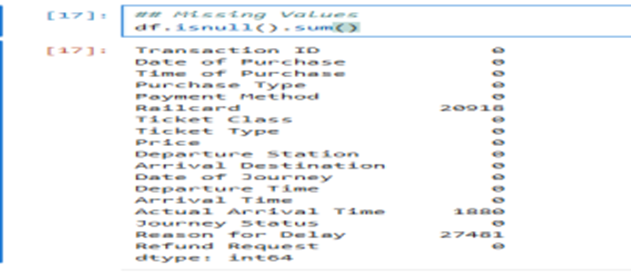 [17]: ## Missing Values
df.isnull().sum()
[17]: Transaction ID 0
Date of Purchase 0
Time of Purchase 0
Purchase Type 0
Payment Method 0
Railcard 20918
Ticket Class 0
Ticket Type 0
Price 0
Departure Station 0
Arrival Destination 0
Date of Journey 0
Departure Time 0
Arrival Time 0
Actual Arrival Time 1880
Journey Status 0
Reason for Delay 27481
Refund Request 0
dtype: int64